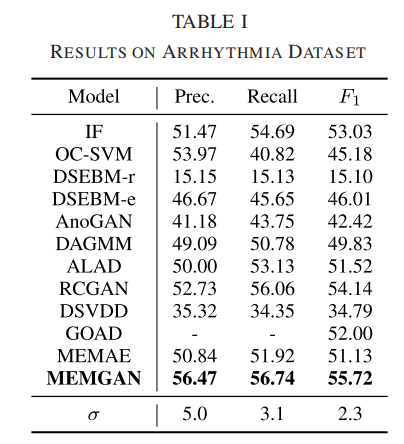 TABLE I
RESULTS ON ARRHYTHMIA DATASET
Model Prec. Recall F1
IF 51.47 54.69 53.03
OC-SVM 53.97 40.82 45.18
DSEBM-r 15.15 15.13 15.10
DSEBM-e 46.67 45.65 46.01
AnoGAN 41.18 43.75 42.42
DAGMM 49.09 50.78 49.83
ALAD 50.00 53.13 51.52
RCGAN 52.73 56.06 54.14
DSVDD 35.32 34.35 34.79
GOAD - - 52.00
MEMAE 50.84 51.92 51.13
MEMGAN 56.47 56.74 55.72
σ 5.0 3.1 2.3